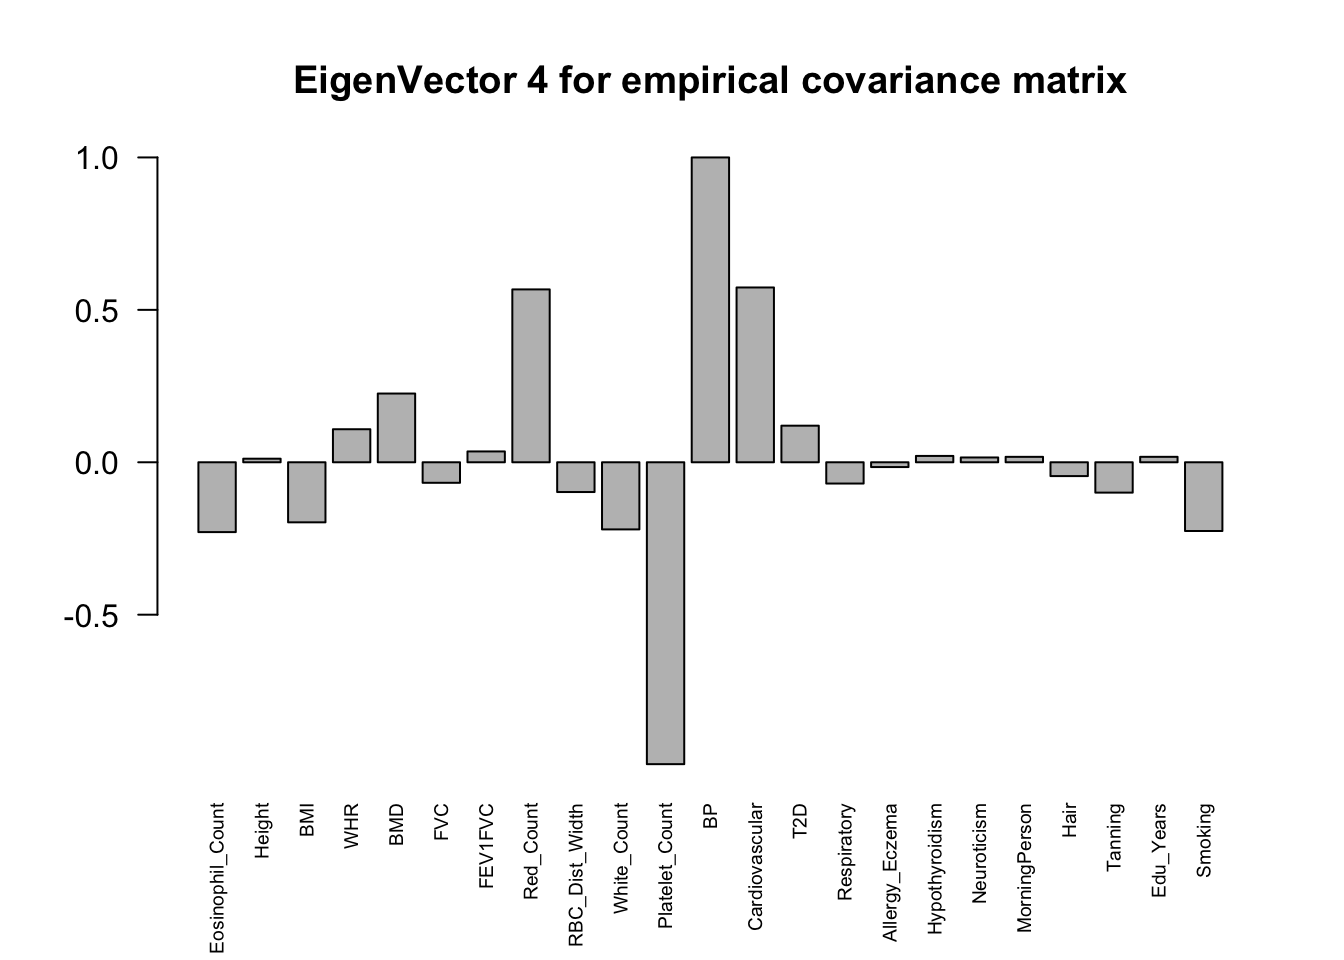 EigenVector 4 for empirical covariance matrix
1.0
0.5
0.0
-0.5
Eosinophil_Count
Height
BMI
WHR
BMD
FVC
FEV1FVC
Red_Count
RBC_Dist_Width
White_Count
Platelet_Count
BP
Cardiovascular
T2D
Respiratory
Allergy_Eczema
Hypothyroidism
Neuroticism
MorningPerson
Hair
Tanning
Edu_Years
Smoking